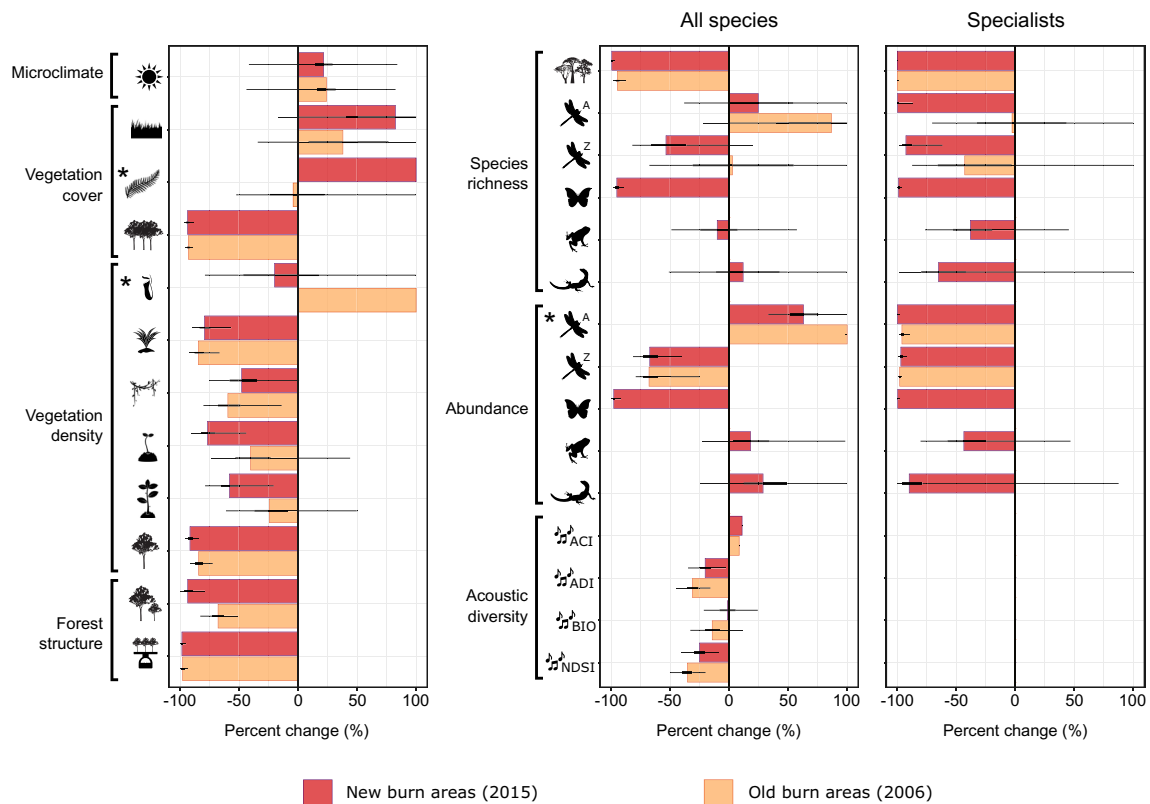 All species
Specialists
Microclimate
Vegetation
cover
*
Vegetation
density
*
Forest
structure
-100 -50 0 50 100
Percent change (%)
Species
richness
A
Z
Abundance
* A
Z
Acoustic
diversity
ACI
ADI
BIO
NDSI
-100 -50 0 50 100
Percent change (%)
-100 -50 0 50 100
Percent change (%)
New burn areas (2015)
Old burn areas (2006)